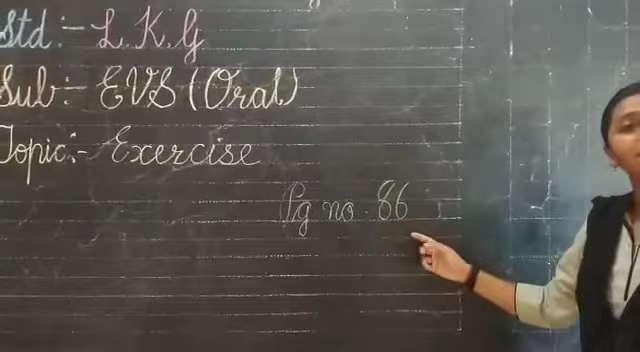 Std :- L.K.G
Sub :- EVS (Oral)
Topic :- Exercise
Pg no. 86